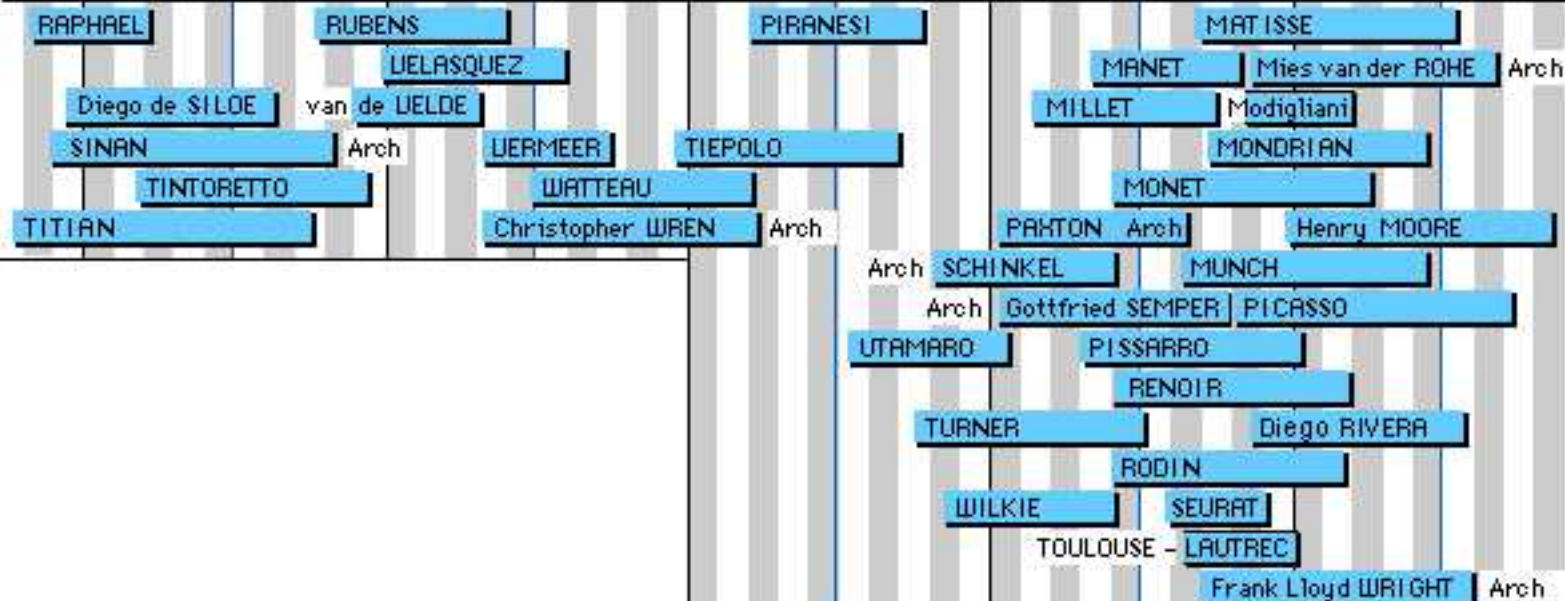 RAPHAEL RUBENS PIRANESI MATISSE
VELASQUEZ MANET Mies van der ROHE Arch
Diego de SILOE van de VELDE MILLET Modigliani
SINAN Arch VERMEER TIEPOLO MONDRIAN
TINTORETTO WATTEAU MONET
TITIAN Christopher WREN Arch PAXTON Arch Henry MOORE
Arch SCHINKEL MUNCH
Arch Gottfried SEMPER PICASSO
UTAMARO PISSARRO
RENOIR
TURNER Diego RIVERA
RODIN
WILKIE SEURAT
TOULOUSE - LAUTREC
Frank Lloyd WRIGHT Arch